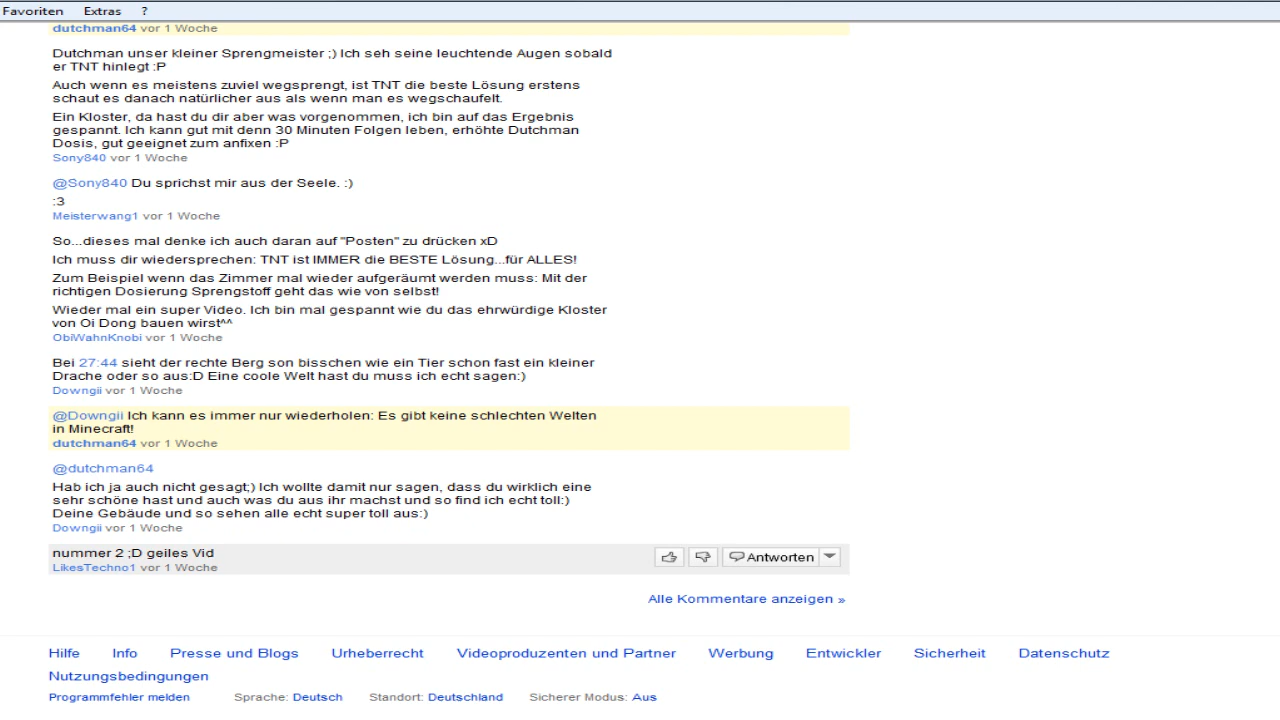 Favoriten Extras ?
dutchman64 vor 1 Woche
Dutchman unser kleiner Sprengmeister ;) Ich seh seine leuchtende Augen sobald
er TNT hinlegt :P
Auch wenn es meistens zuviel wegsprengt, ist TNT die beste Lösung erstens
schaut es danach natürlicher aus als wenn man es wegschaufelt.
Ein Kloster, da hast du dir aber was vorgenommen, ich bin auf das Ergebnis
gespannt. Ich kann gut mit denn 30 Minuten Folgen leben, erhöhte Dutchman
Dosis, gut geeignet zum anfixen :P
Sony840 vor 1 Woche
@Sony840 Du sprichst mir aus der Seele. :)
:3
Meisterwang1 vor 1 Woche
So...dieses mal denke ich auch daran auf "Posten" zu drücken xD
Ich muss dir wiedersprechen: TNT ist IMMER die BESTE Lösung...für ALLES!
Zum Beispiel wenn das Zimmer mal wieder aufgeräumt werden muss: Mit der
richtigen Dosierung Sprengstoff geht das wie von selbst!
Wieder mal ein super Video. Ich bin mal gespannt wie du das ehrwürdige Kloster
von Oi Dong bauen wirst^^
ObiWahnKnobi vor 1 Woche
Bei 27:44 sieht der rechte Berg son bisschen wie ein Tier schon fast ein kleiner
Drache oder so aus:D Eine coole Welt hast du muss ich echt sagen:)
Downgii vor 1 Woche
@Downgii Ich kann es immer nur wiederholen: Es gibt keine schlechten Welten
in Minecraft!
dutchman64 vor 1 Woche
@dutchman64
Hab ich ja auch nicht gesagt;) Ich wollte damit nur sagen, dass du wirklich eine
sehr schöne hast und auch was du aus ihr machst und so find ich echt toll:)
Deine Gebäude und so sehen alle echt super toll aus:)
Downgii vor 1 Woche
nummer 2 ;D geiles Vid
Antworten
LikesTechno1 vor 1 Woche
Alle Kommentare anzeigen »
Hilfe Info Presse und Blogs Urheberrecht Videoproduzenten und Partner Werbung Entwickler Sicherheit Datenschutz
Nutzungsbedingungen
Programmfehler melden Sprache: Deutsch Standort: Deutschland Sicherer Modus: Aus